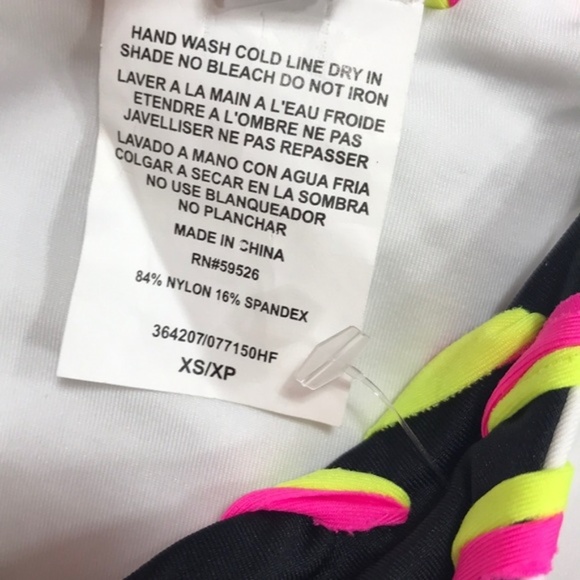 HAND WASH COLD LINE DRY IN
SHADE NO BLEACH DO NOT IRON
LAVER A LA MAIN A L'EAU FROIDE
ETENDRE A L'OMBRE NE PAS
JAVELLISER NE PAS REPASSER
LAVADO A MANO CON AGUA FRIA
COLGAR A SECAR EN LA SOMBRA
NO USE BLANQUEADOR
NO PLANCHAR
MADE IN CHINA
RN#59526
84% NYLON 16% SPANDEX
364207/077150HF
XS/XP